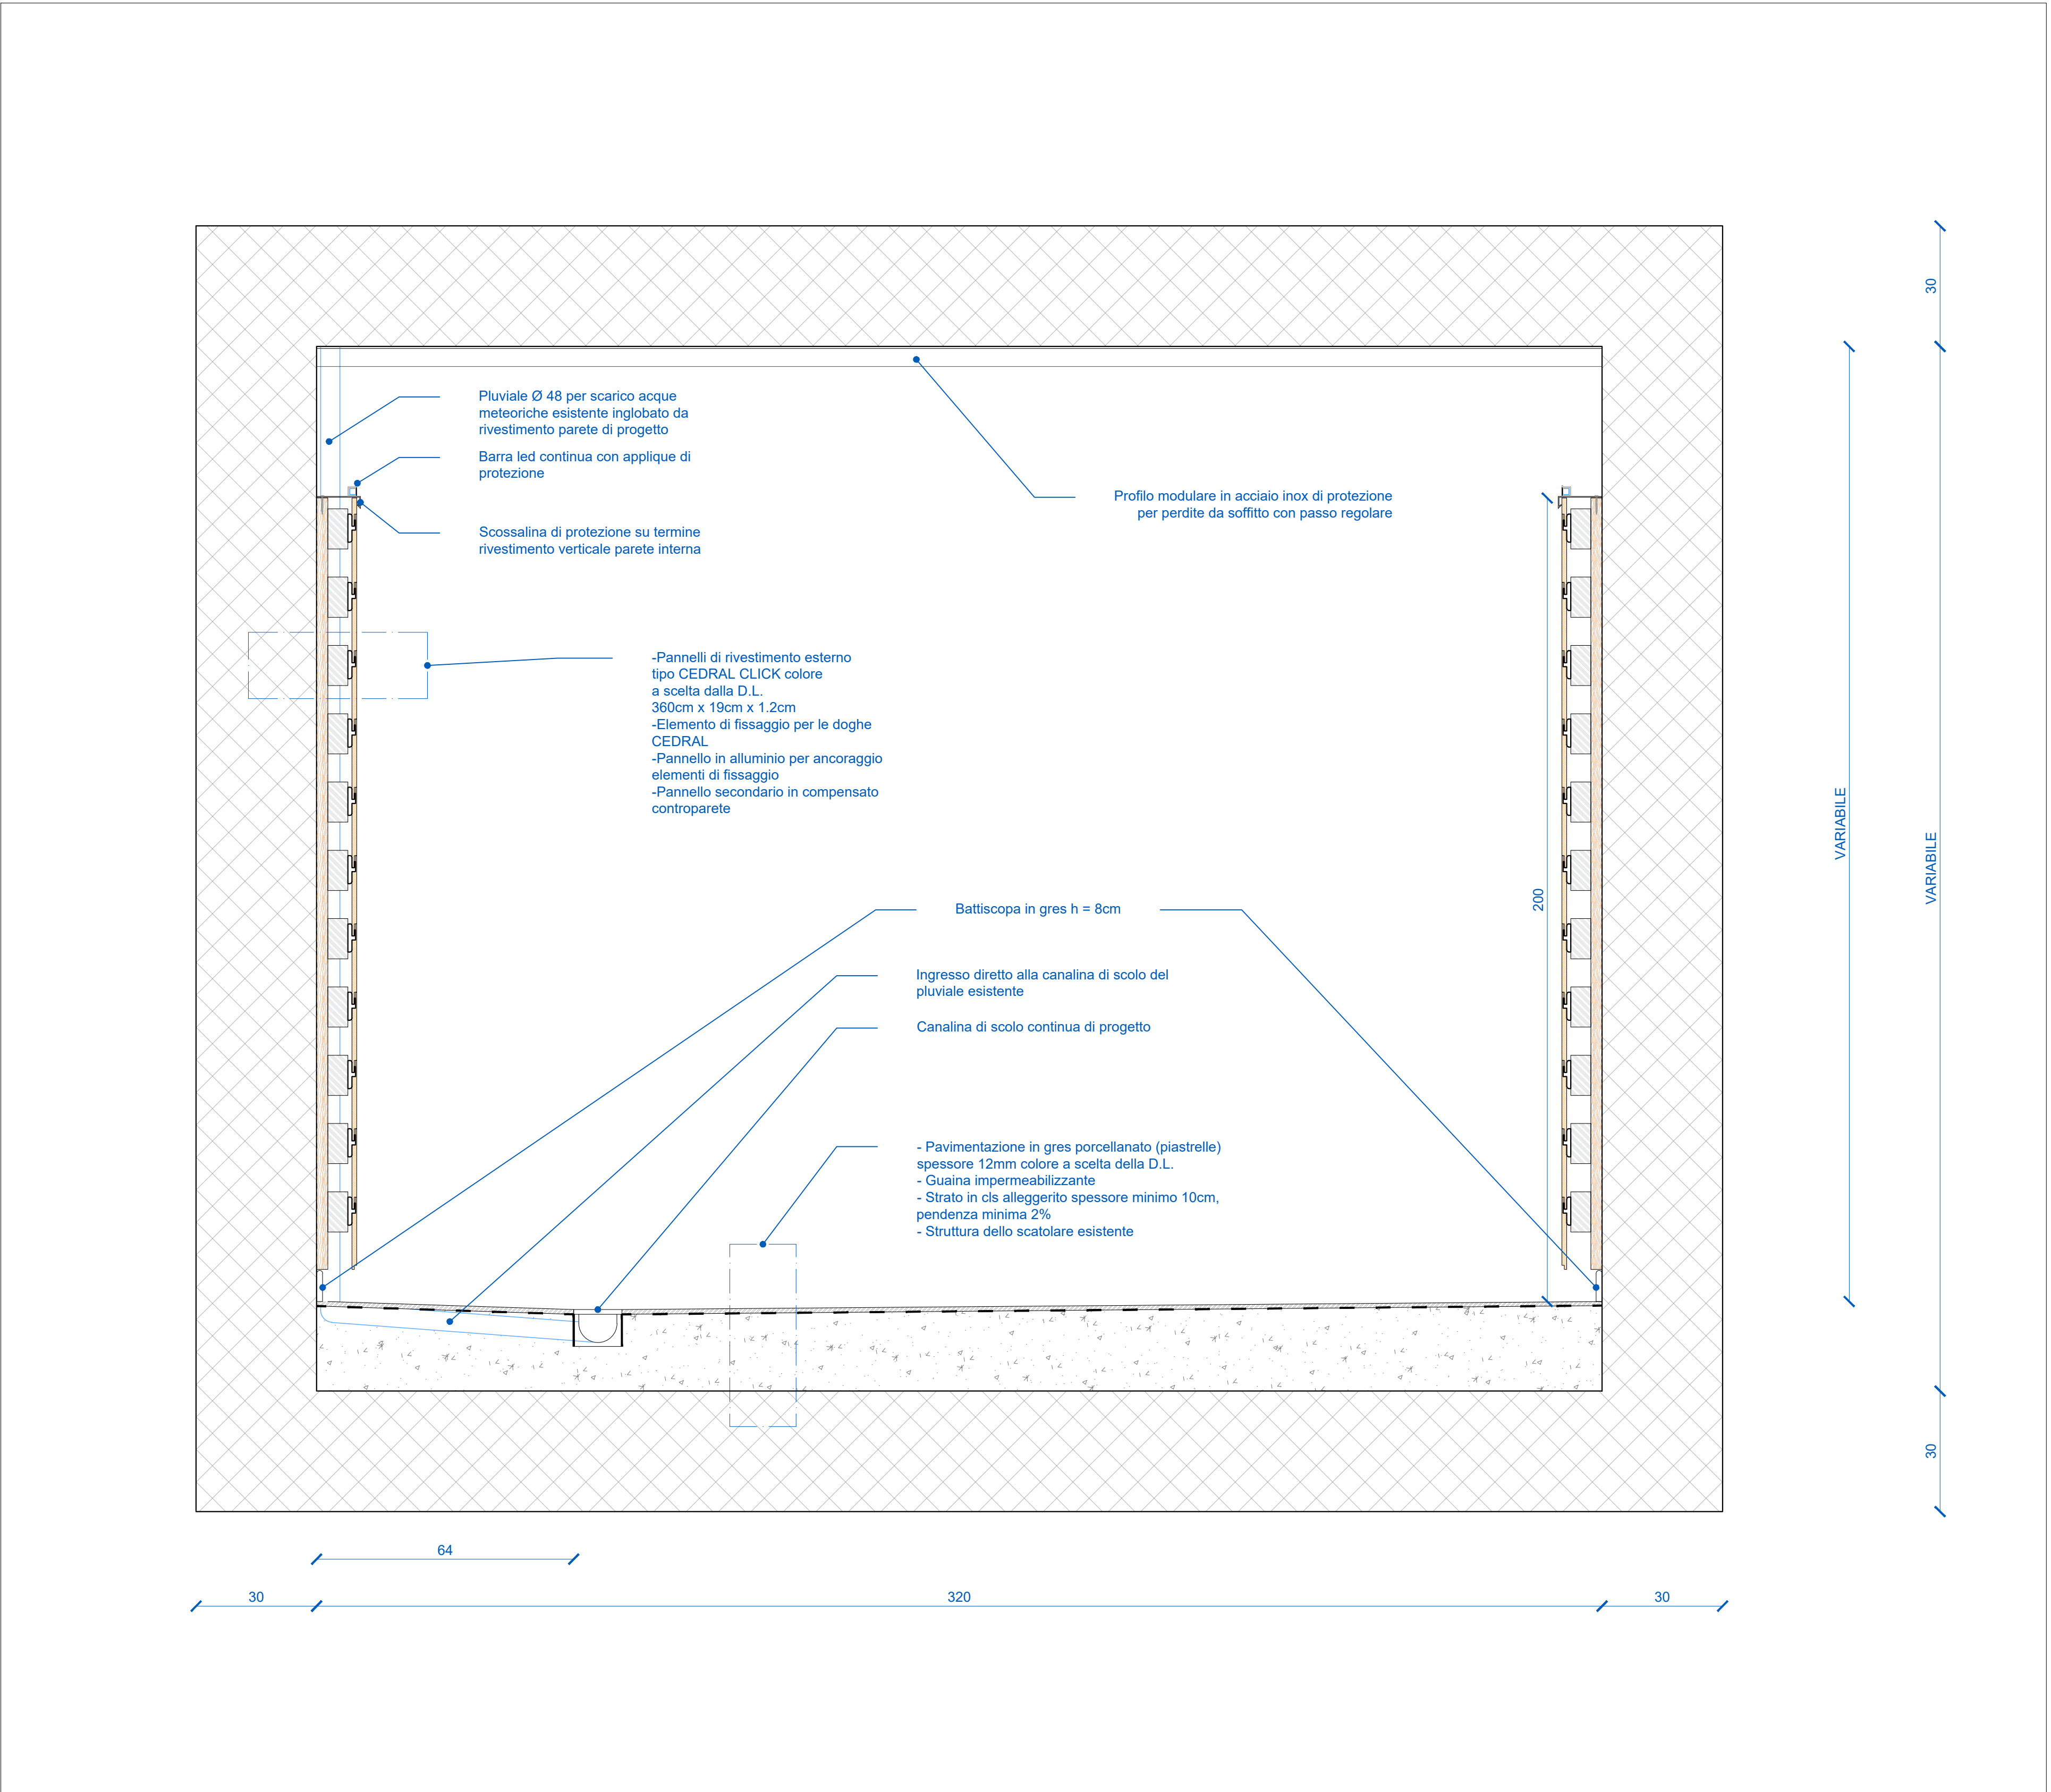 30
Pluviale Ø 48 per scarico acque
meteoriche esistente inglobato da
rivestimento parete di progetto
Barra led continua con applique di
protezione
Profilo modulare in acciaio inox di protezione
per perdite da soffitto con passo regolare
Scossalina di protezione su termine
rivestimento verticale parete interna
-Pannelli di rivestimento esterno
tipo CEDRAL CLICK colore
a scelta dalla D.L.
360cm x 19cm x 1.2cm
-Elemento di fissaggio per le doghe
CEDRAL
-Pannello in alluminio per ancoraggio
elementi di fissaggio
-Pannello secondario in compensato
controparete
VARIABILE
VARIABILE
200
Battiscopa in gres h = 8cm
Ingresso diretto alla canalina di scolo del
pluviale esistente
Canalina di scolo continua di progetto
- Pavimentazione in gres porcellanato (piastrelle)
spessore 12mm colore a scelta della D.L.
- Guaina impermeabilizzante
- Strato in cls alleggerito spessore minimo 10cm,
pendenza minima 2%
- Struttura dello scatolare esistente
30
64
30
320
30